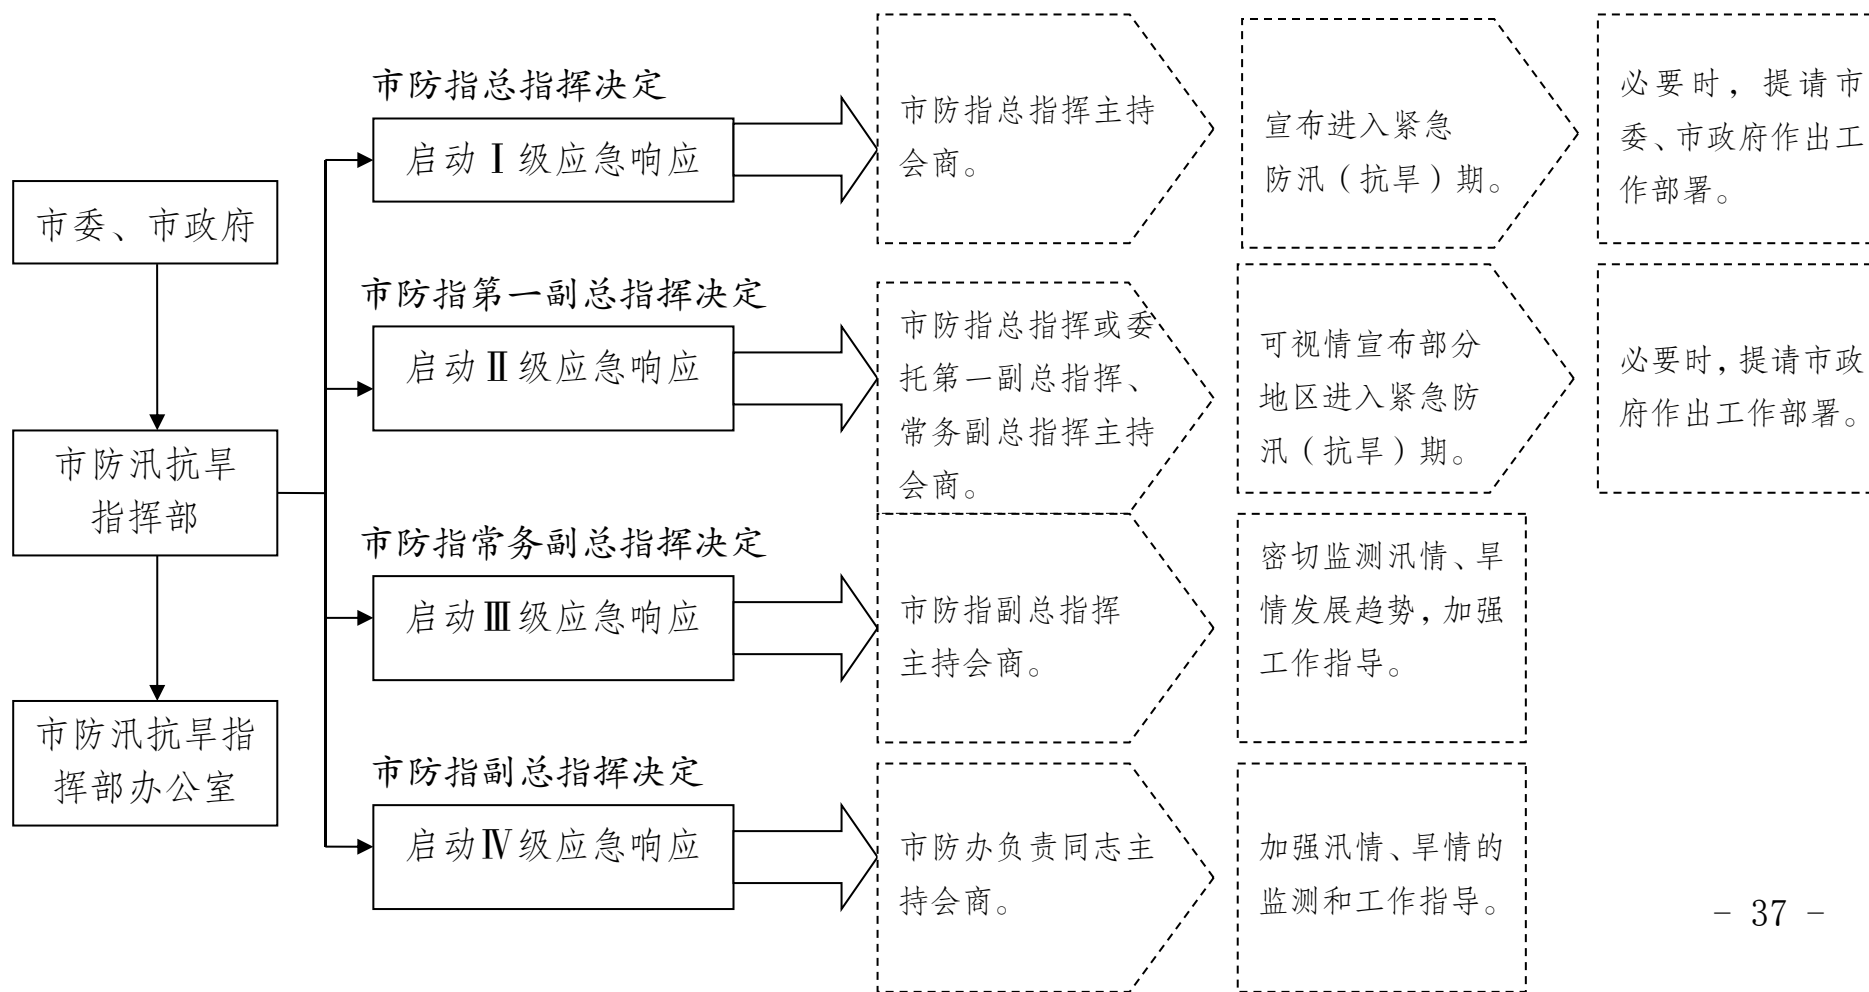 市委、市政府
市防汛抗旱
指挥部
市防汛抗旱指
挥部办公室
市防指总指挥决定
启动Ⅰ级应急响应
市防指总指挥主持
会商。
宣布进入紧急
防汛（抗旱）期。
必要时，提请市
委、市政府作出工
作部署。
市防指第一副总指挥决定
启动Ⅱ级应急响应
市防指总指挥或委
托第一副总指挥、
常务副总指挥主持
会商。
可视情宣布部分
地区进入紧急防
汛（抗旱）期。
必要时，提请市政
府作出工作部署。
市防指常务副总指挥决定
启动Ⅲ级应急响应
市防指副总指挥
主持会商。
密切监测汛情、旱
情发展趋势，加强
工作指导。
市防指副总指挥决定
启动Ⅳ级应急响应
市防办负责同志主
持会商。
加强汛情、旱情的
监测和工作指导。
- 37 -